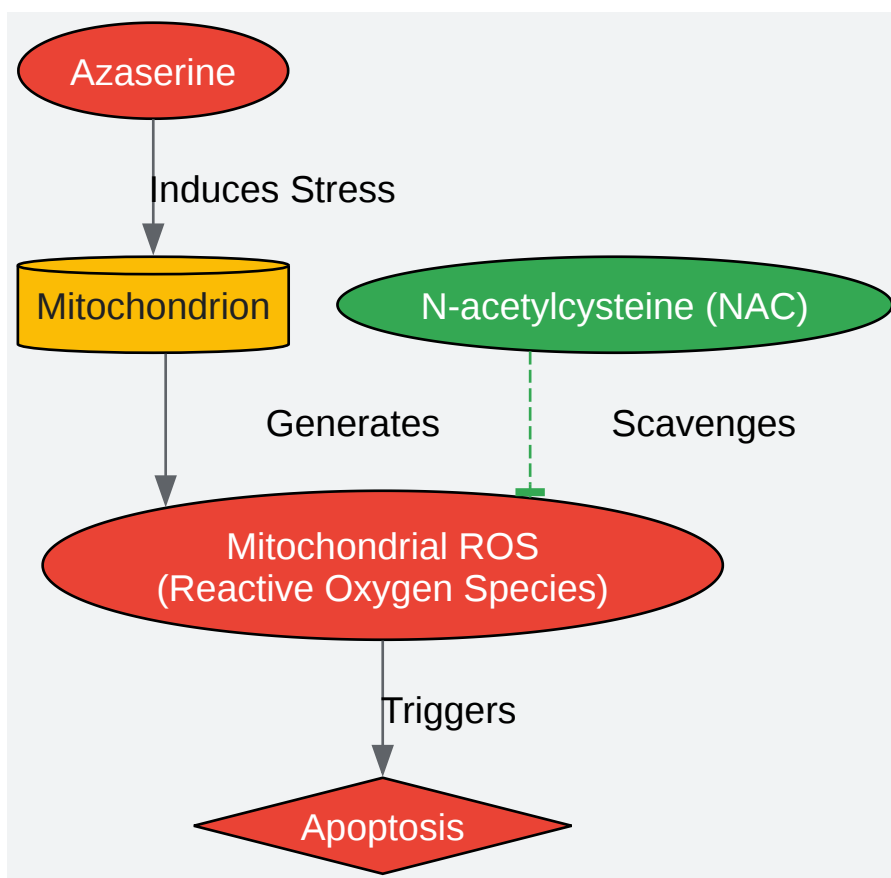 Azaserine
Induces Stress
Mitochondrion
N-acetylcysteine (NAC)
Generates
Scavenges
Mitochondrial ROS
(Reactive Oxygen Species)
Triggers
Apoptosis